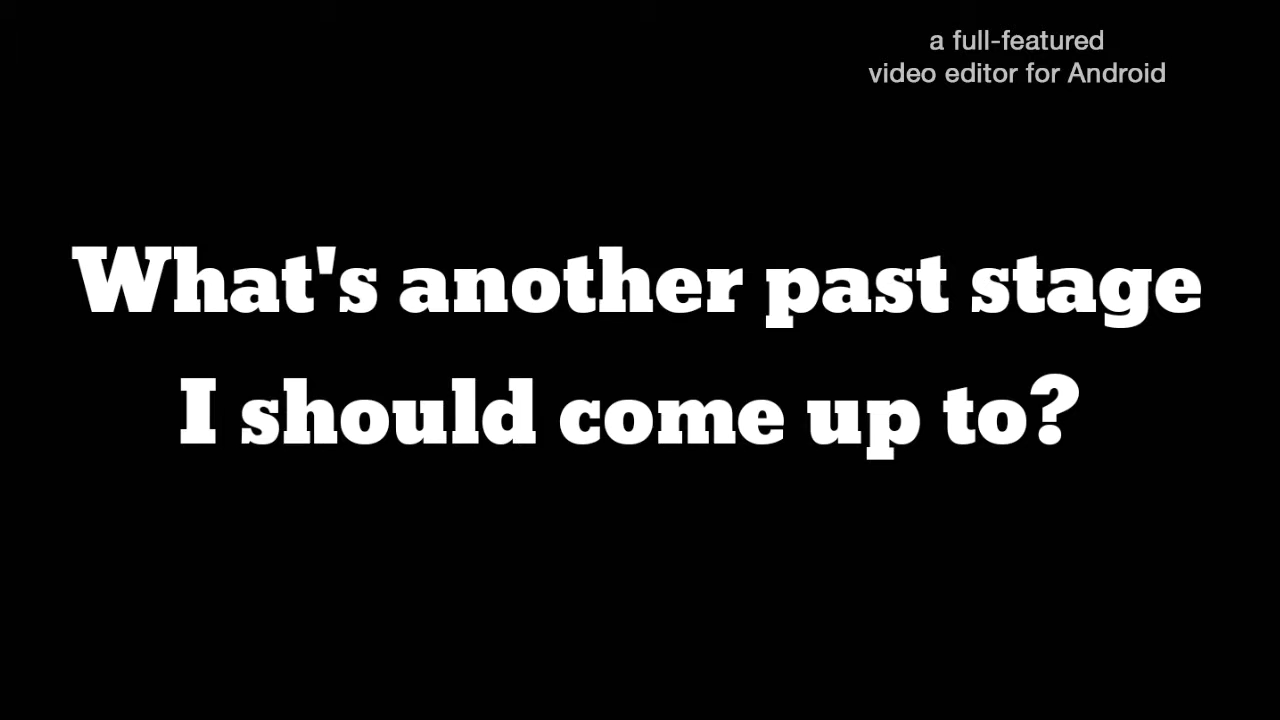 a full-featured
video editor for Android
What's another past stage
I should come up to?